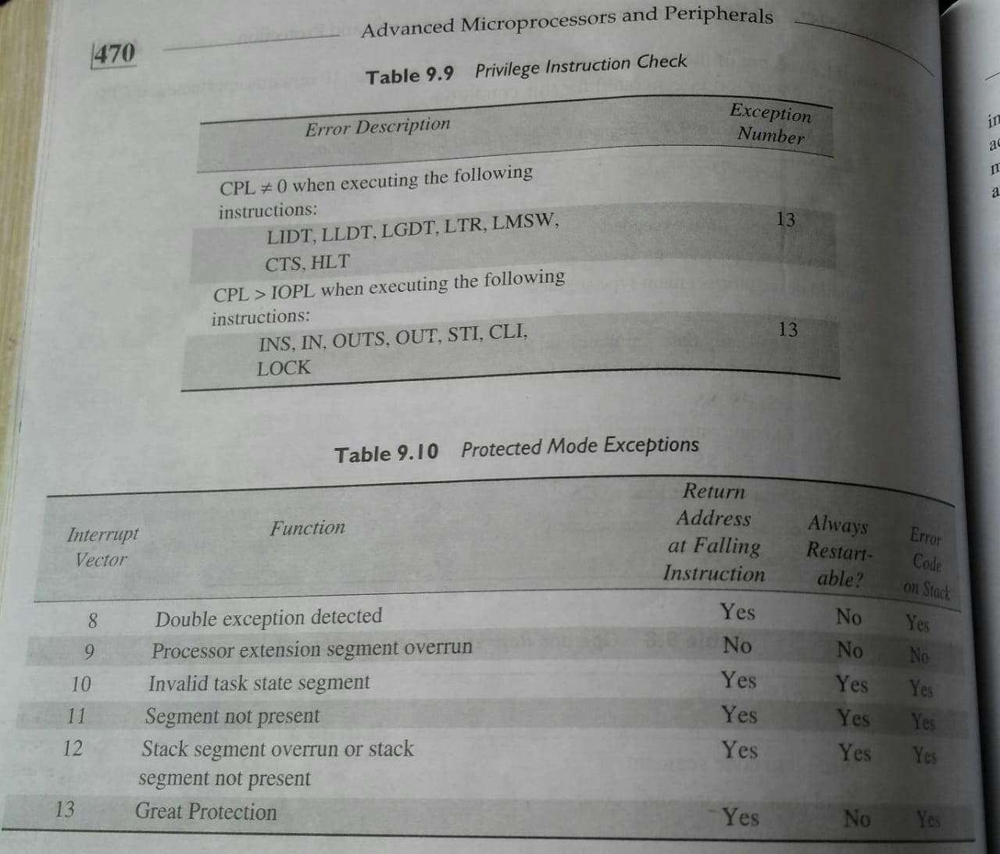 470
Advanced Microprocessors and Peripherals
Table 9.9 Privilege Instruction Check
Error Description
Exception
Number
CPL ≠ 0 when executing the following
instructions:
LIDT, LLDT, LGDT, LTR, LMSW,
CTS, HLT
13
CPL > IOPL when executing the following
instructions:
INS, IN, OUTS, OUT, STI, CLI,
LOCK
13
Table 9.10 Protected Mode Exceptions
Interrupt
Vector
Function
Return
Address
at Falling
Instruction
Always
Restart-
able?
Error
Code
on Stack
8 Double exception detected Yes No Yes
9 Processor extension segment overrun No No No
10 Invalid task state segment Yes Yes Yes
11 Segment not present Yes Yes Yes
12 Stack segment overrun or stack Yes Yes Yes
segment not present
13 Great Protection Yes No Yes